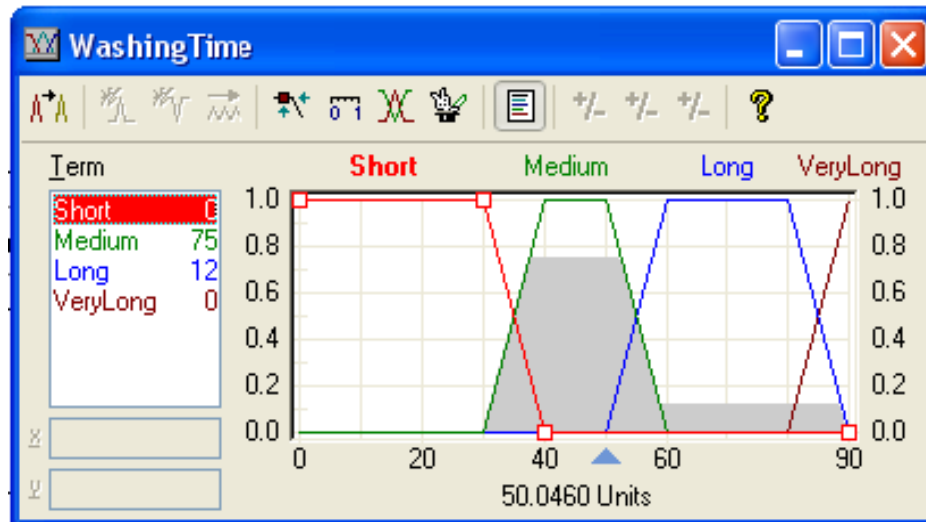 WashingTime
Term
Short Medium Long VeryLong
Short 0
Medium 75
Long 12
VeryLong 0
1.0 1.0
0.8 0.8
0.6 0.6
0.4 0.4
0.2 0.2
0.0 0.0
X
Y
0 20 40 60 90
50.0460 Units